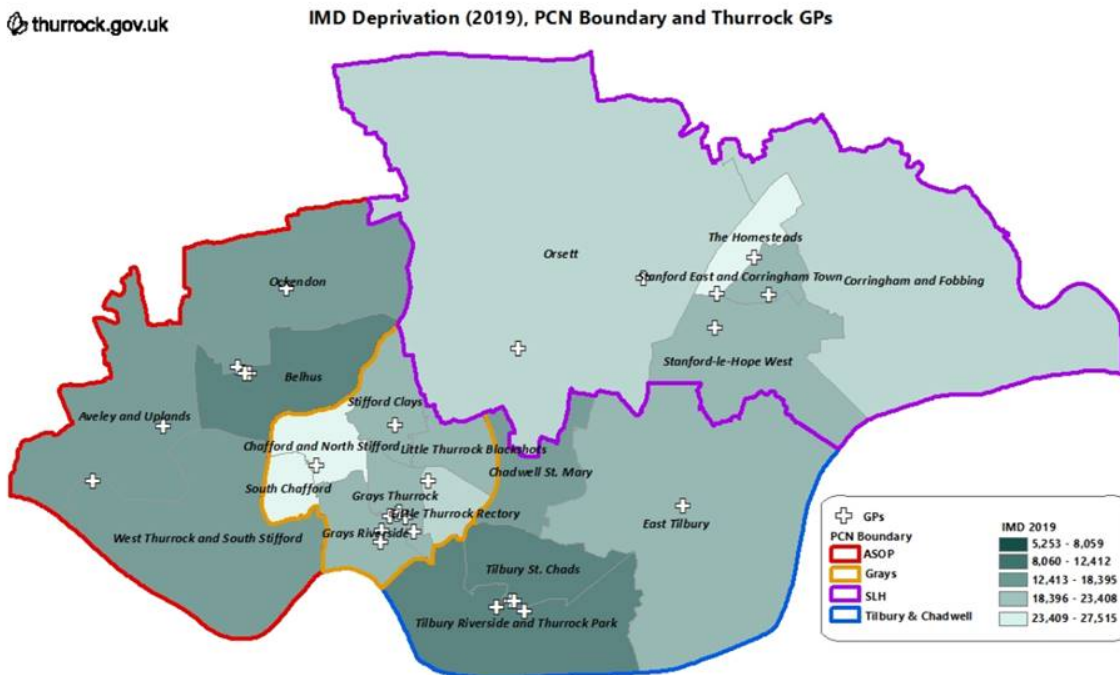 thurrock.gov.uk
IMD Deprivation (2019), PCN Boundary and Thurrock GPs
Orsett
The Homesteads
Stanford East and Corringham Town
Corringham and Fobbing
Stanford-le-Hope West
Ockendon
Belhus
Aveley and Uplands
Stifford Clays
Chafford and North Stifford
Little Thurrock Blackshots
Chadwell St. Mary
South Chafford
Grays Thurrock
Little Thurrock Rectory
East Tilbury
Grays Riverside
West Thurrock and South Stifford
Tilbury St. Chads
Tilbury Riverside and Thurrock Park
GPs
PCN Boundary
ASOP
Grays
SLH
Tilbury & Chadwell
IMD 2019
5,253 - 8,059
8,060 - 12,412
12,413 - 18,395
18,396 - 23,408
23,409 - 27,515